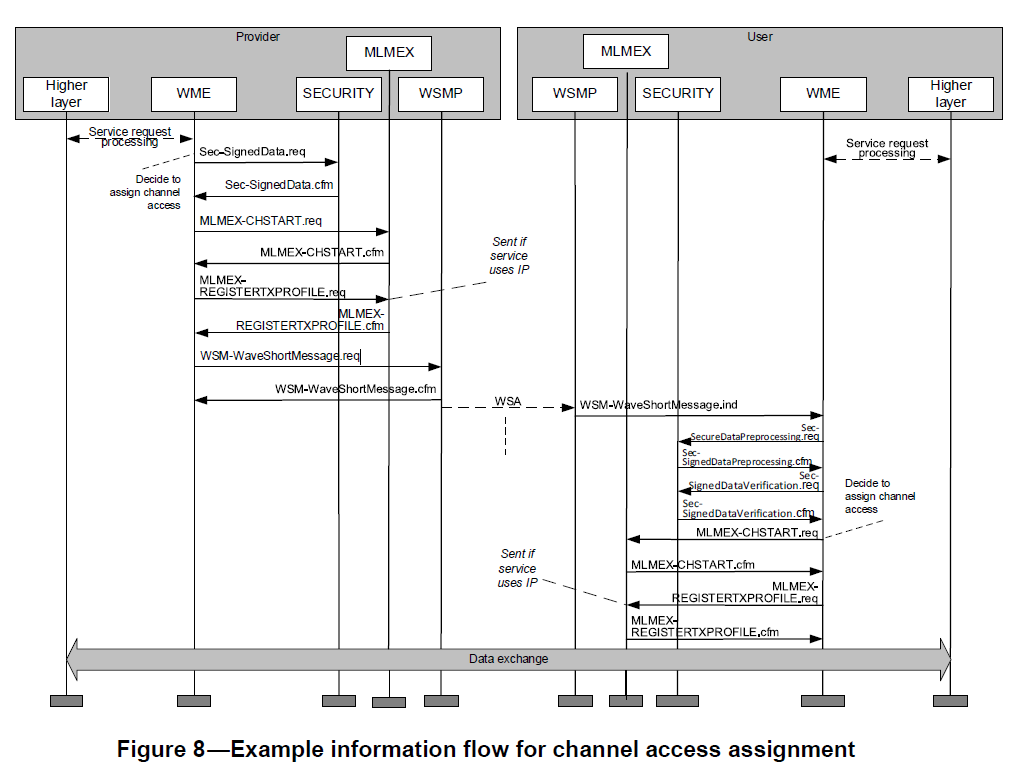 Provider
User
MLMEX
MLMEX
Higher
layer
WME
SECURITY
WSMP
WSMP
SECURITY
WME
Higher
layer
Service request
processing
Service request
processing
Sec-SignedData.req
Decide to
assign channel
access
Sec-SignedData.cfm
MLMEX-CHSTART.req
MLMEX-CHSTART.cfm
Sent if
service
uses IP
MLMEX-
REGISTERTXPROFILE.req
MLMEX-
REGISTERTXPROFILE.cfm
WSM-WaveShortMessage.req
WSM-WaveShortMessage.cfm
WSA
WSM-WaveShortMessage.ind
Sec-
SecureDataPreprocessing.req
Sec-
SignedDataPreprocessing.cfm
Sec-
SignedDataVerification.req
Decide to
assign channel
access
Sec-
SignedDataVerification.cfm
MLMEX-CHSTART.req
Sent if
service
uses IP
MLMEX-CHSTART.cfm
MLMEX-
REGISTERTXPROFILE.req
MLMEX-
REGISTERTXPROFILE.cfm
Data exchange
Figure 8—Example information flow for channel access assignment